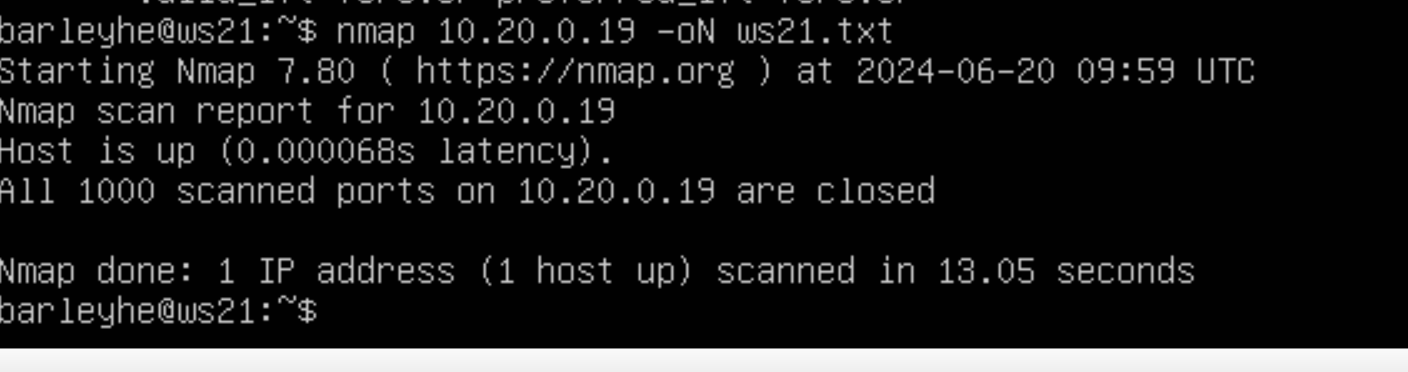 barleyhe@ws21:~$ nmap 10.20.0.19 -oN ws21.txt
Starting Nmap 7.80 ( https://nmap.org ) at 2024-06-20 09:59 UTC
Nmap scan report for 10.20.0.19
Host is up (0.000068s latency).
All 1000 scanned ports on 10.20.0.19 are closed
Nmap done: 1 IP address (1 host up) scanned in 13.05 seconds
barleyhe@ws21:~$